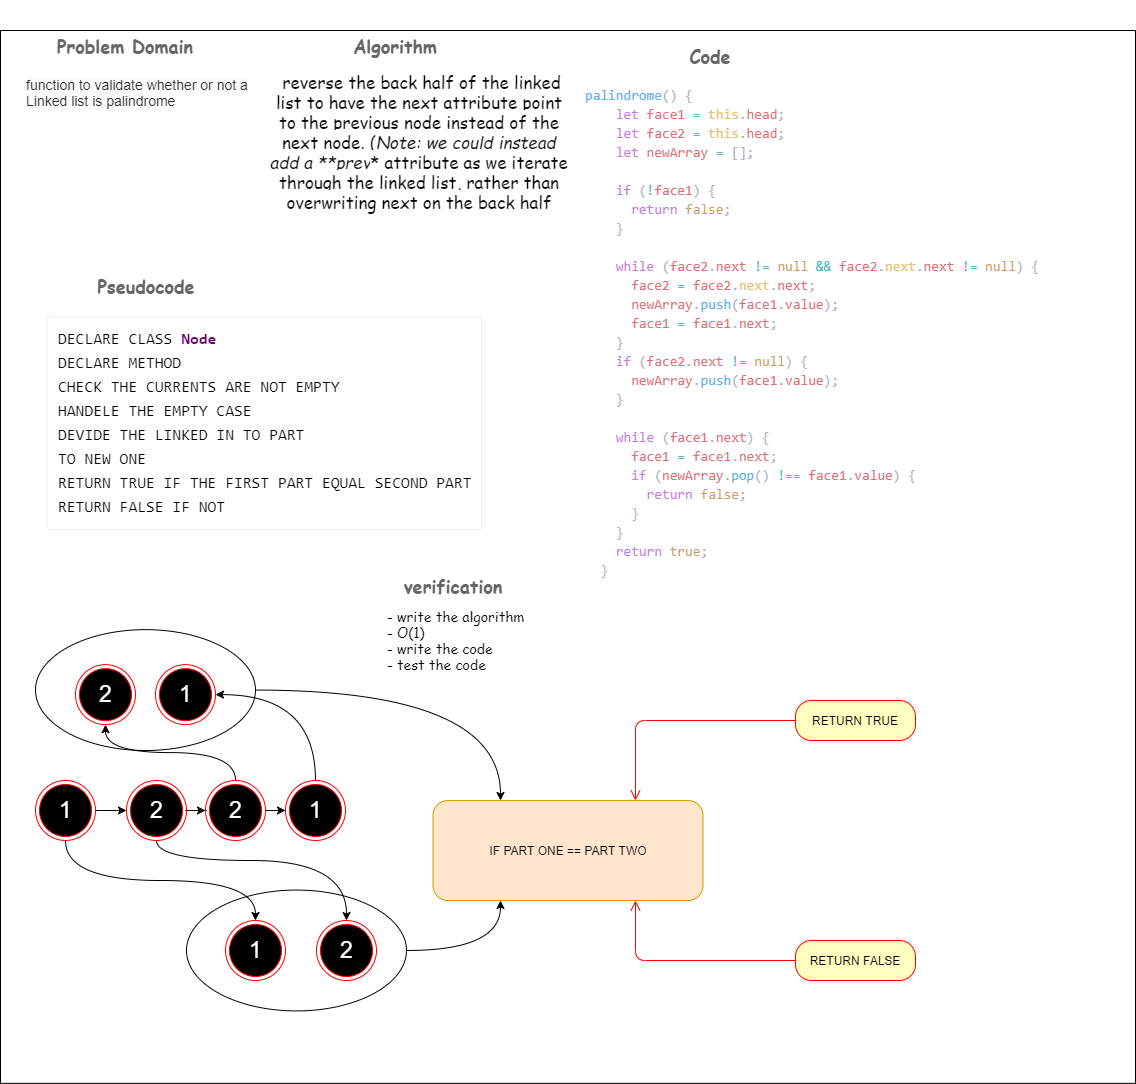 Problem Domain
function to validate whether or not a
Linked list is palindrome
Algorithm
reverse the back half of the linked
list to have the next attribute point
to the previous node instead of the
next node. (Note: we could instead
add a **prev* attribute as we iterate
through the linked list, rather than
overwriting next on the back half
Code
palindrome() {
let face1 = this.head;
let face2 = this.head;
let newArray = [];
if (!face1) {
return false;
}
while (face2.next != null && face2.next.next != null) {
face2 = face2.next.next;
newArray.push(face1.value);
face1 = face1.next;
}
if (face2.next != null) {
newArray.push(face1.value);
}
while (face1.next) {
face1 = face1.next;
if (newArray.pop() !== face1.value) {
return false;
}
}
return true;
}
Pseudocode
DECLARE CLASS Node
DECLARE METHOD
CHECK THE CURRENTS ARE NOT EMPTY
HANDELE THE EMPTY CASE
DEVIDE THE LINKED IN TO PART
TO NEW ONE
RETURN TRUE IF THE FIRST PART EQUAL SECOND PART
RETURN FALSE IF NOT
verification
- write the algorithm
- O(1)
- write the code
- test the code
2 1
1 2 2 1
1 2
IF PART ONE == PART TWO
RETURN TRUE
RETURN FALSE